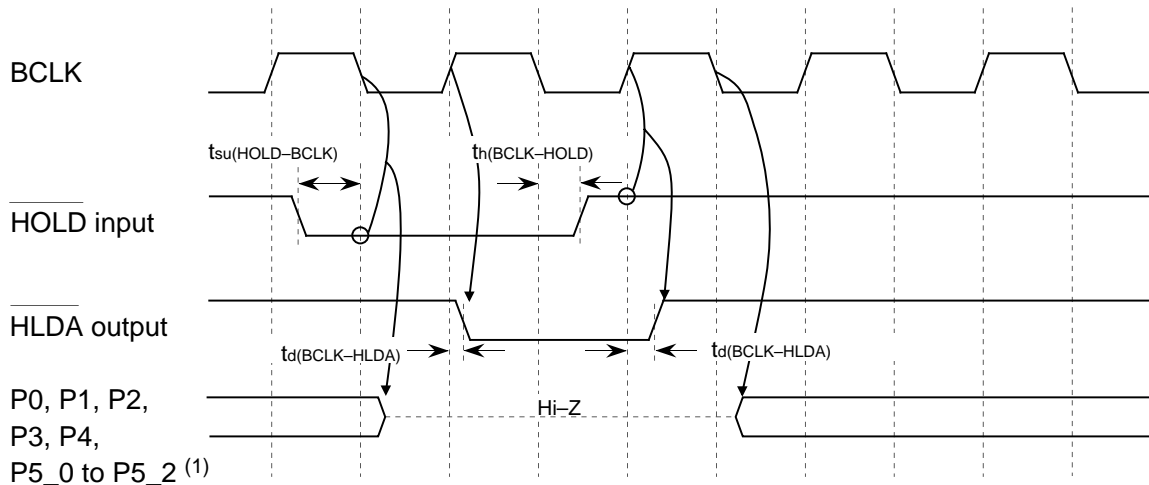 BCLK
tsu(HOLD–BCLK)
th(BCLK–HOLD)
HOLD input
HLDA output
td(BCLK–HLDA)
td(BCLK–HLDA)
P0, P1, P2,
Hi–Z
P3, P4,
P5_0 to P5_2 (1)